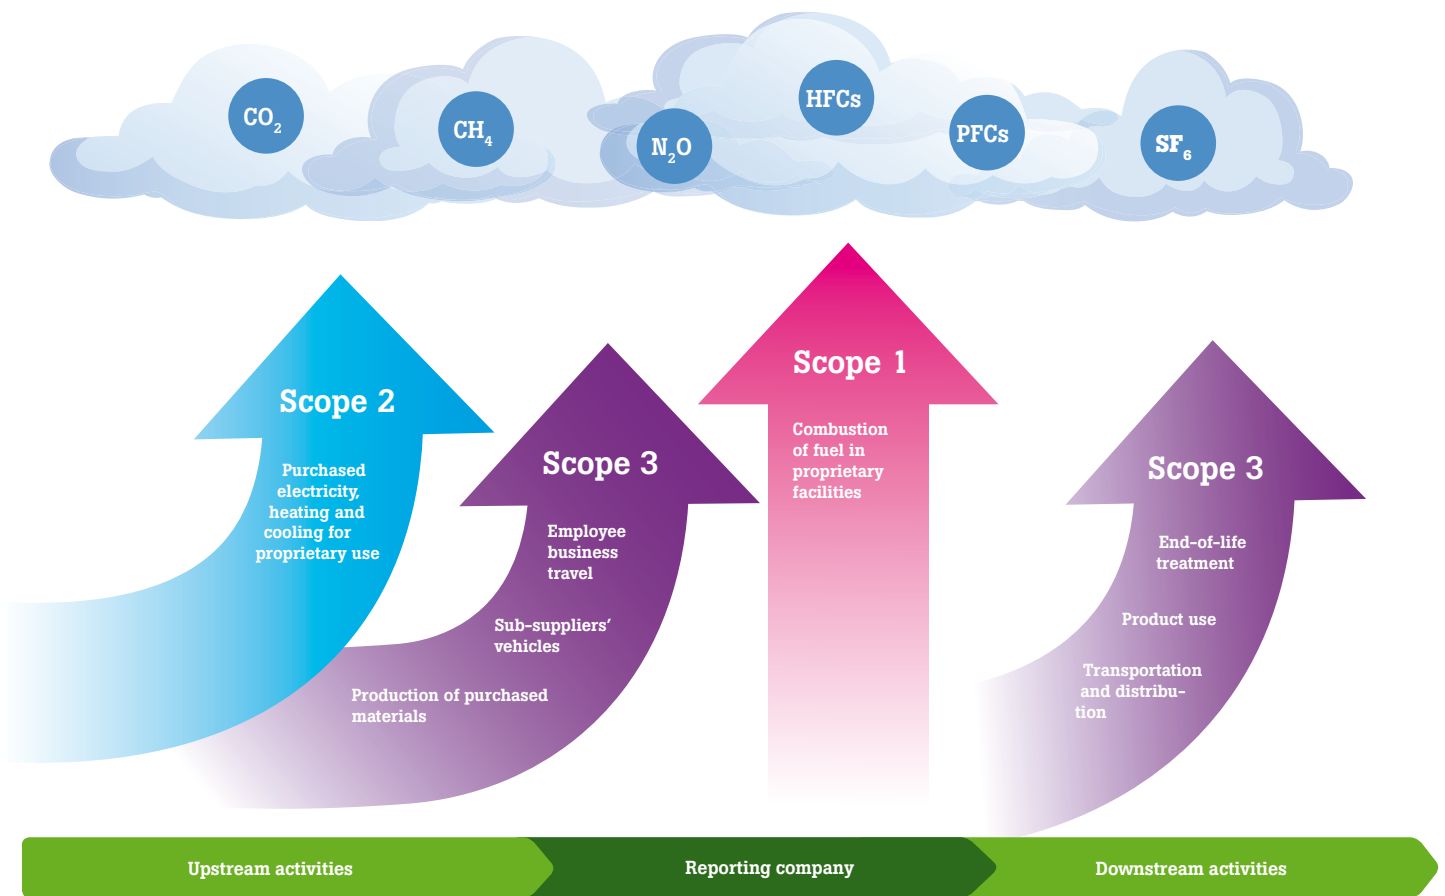 CO₂
CH₄
N₂O
HFCs
PFCs
SF₆
Scope 2
Purchased
electricity,
heating and
cooling for
proprietary use
Scope 3
Employee
business
travel
Sub-suppliers’
vehicles
Production of purchased
materials
Scope 1
Combustion
of fuel in
proprietary
facilities
Scope 3
End-of-life
treatment
Product use
Transportation
and distribu-
tion
Upstream activities
Reporting company
Downstream activities